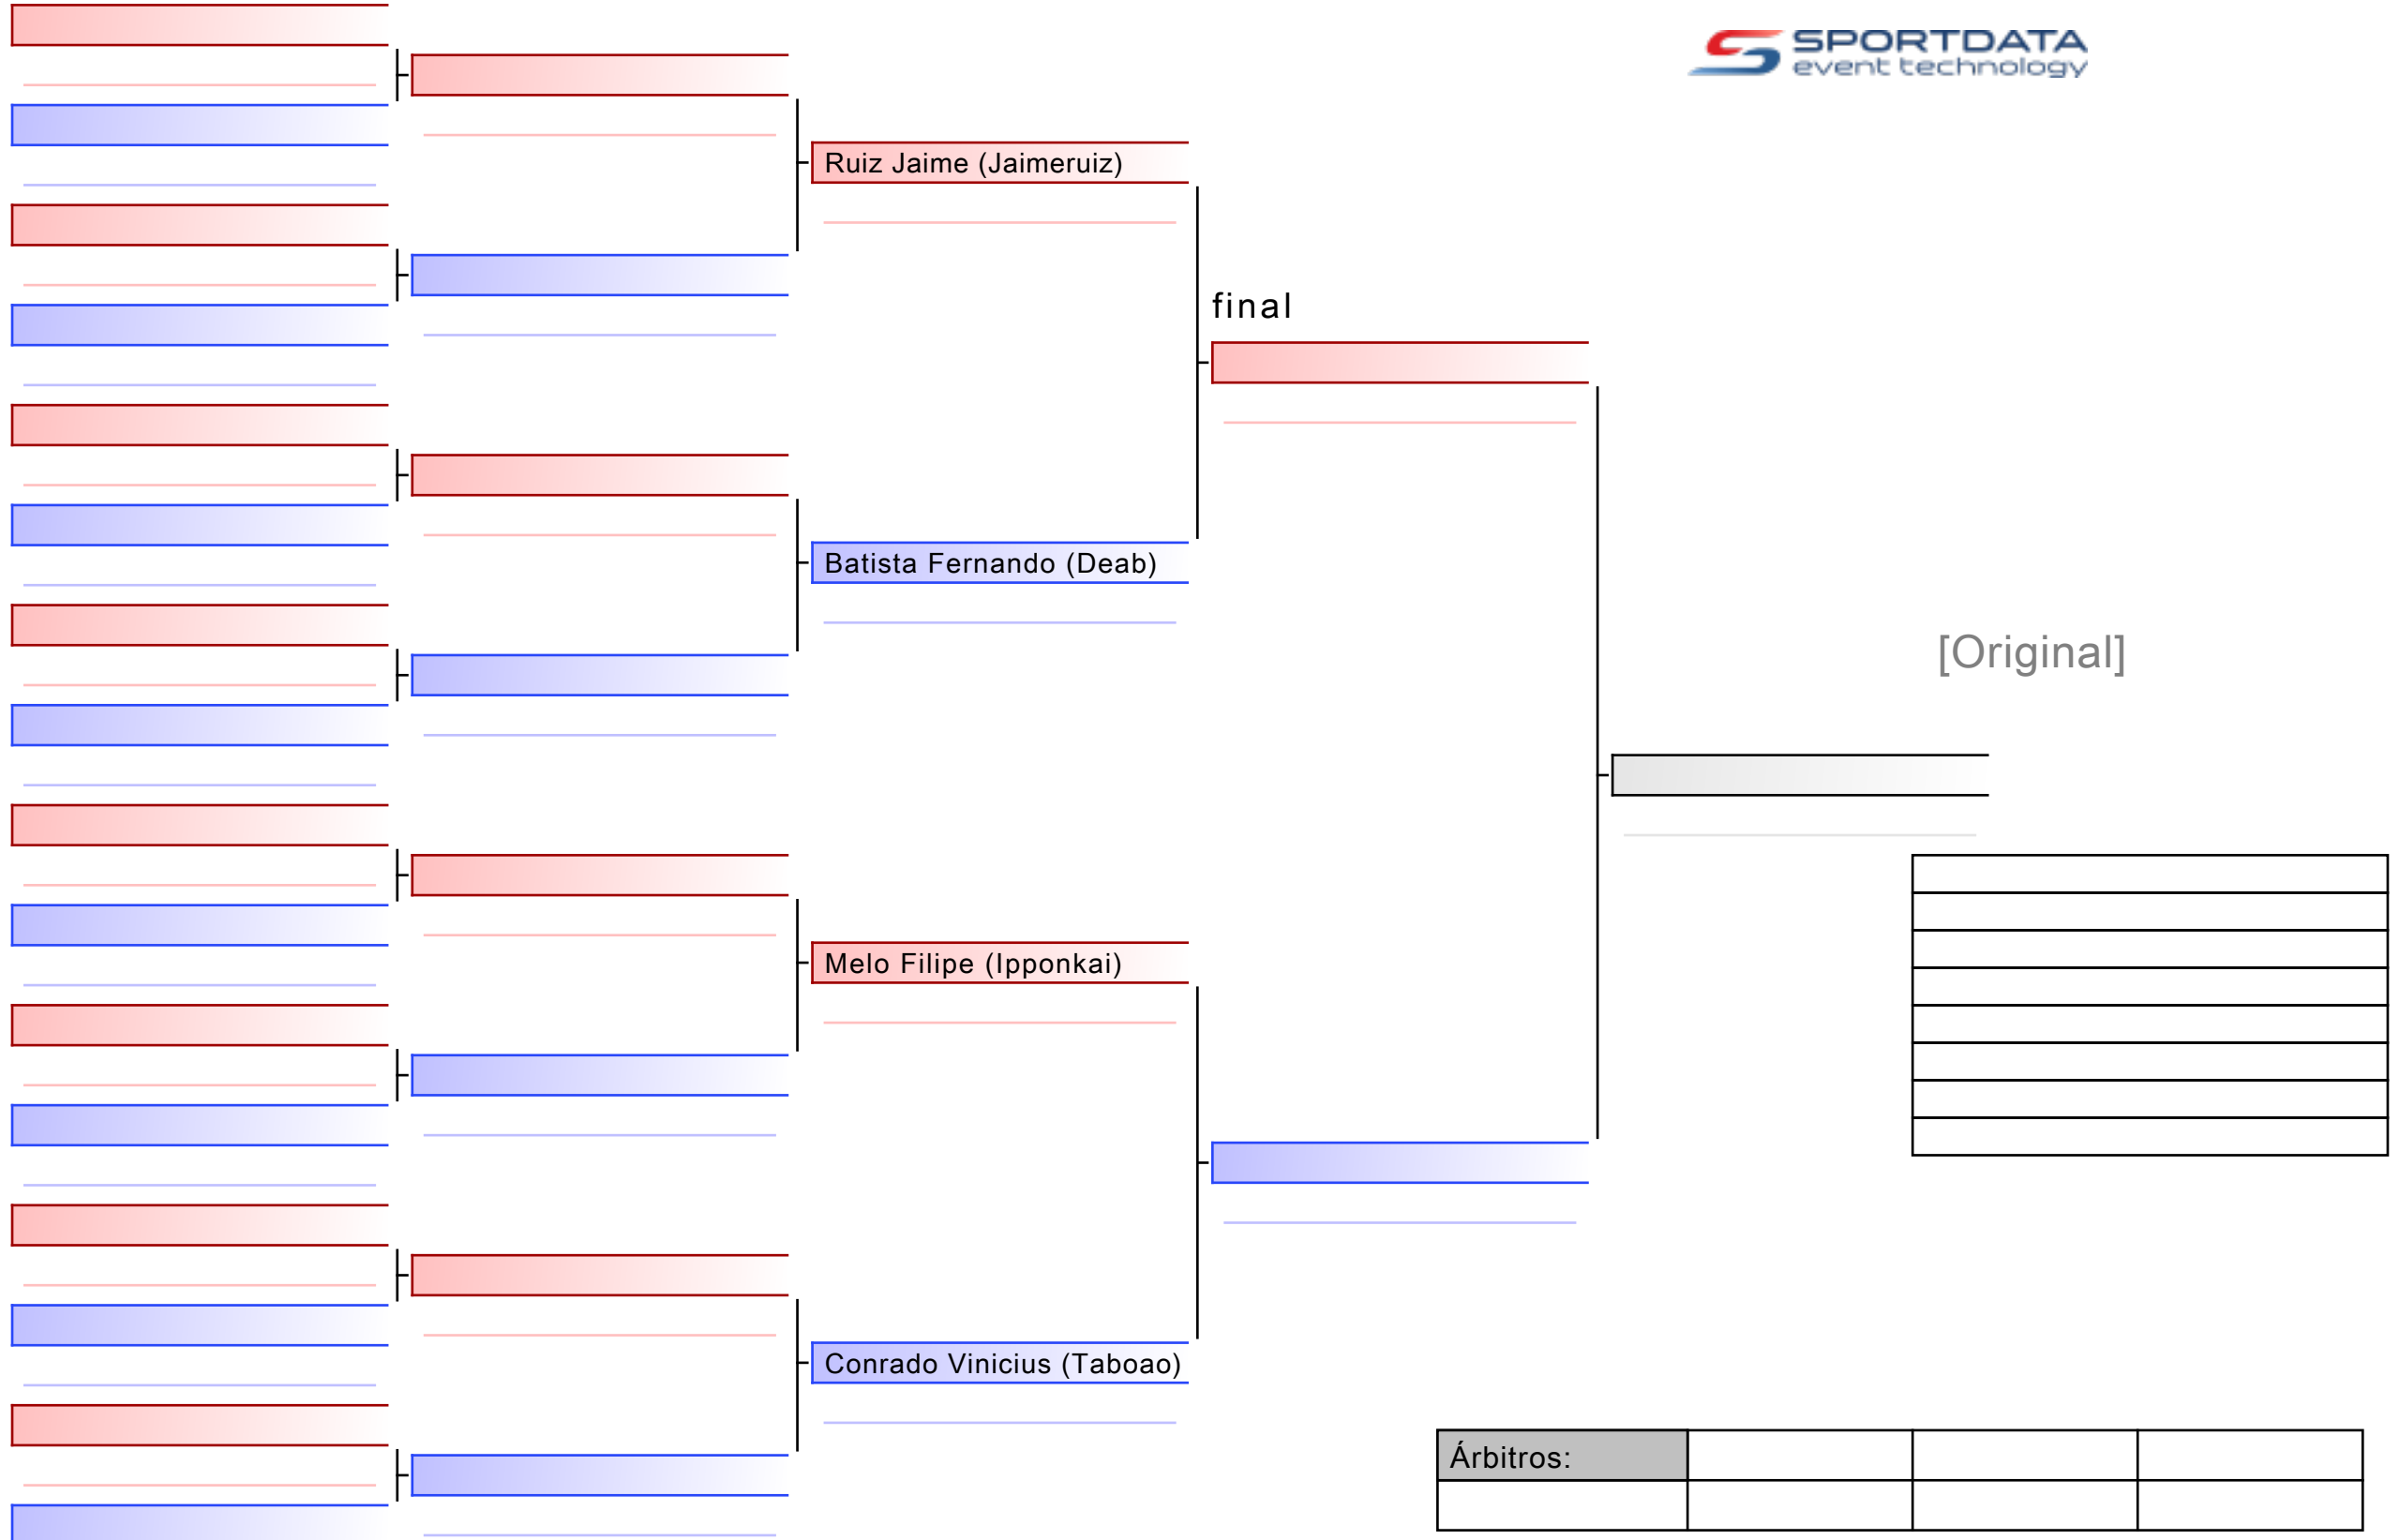 SPORTDATA
event technology
Ruiz Jaime (Jaimeruiz)
final
Batista Fernando (Deab)
[Original]
Melo Filipe (Ipponkai)
Conrado Vinicius (Taboao)
Árbitros: